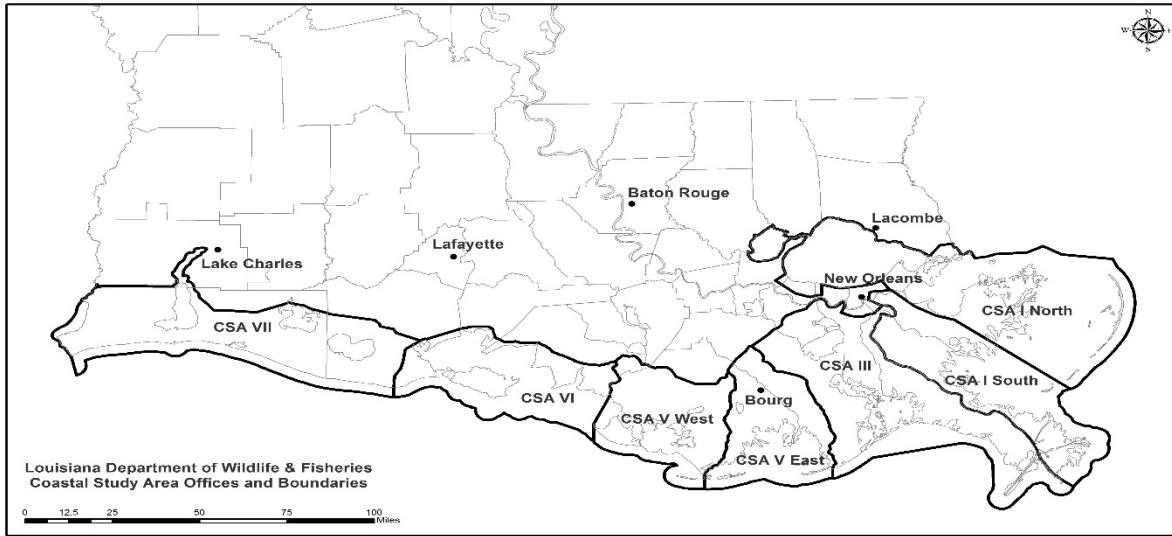 N
W
E
S
Baton Rouge
Lacombe
Lafayette
Lake Charles
New Orleans
CSA I North
CSA VII
CSA III
CSA I South
CSA VI
Bourg
CSA V West
CSA V East
Louisiana Department of Wildlife & Fisheries
Coastal Study Area Offices and Boundaries
0 12.5 25 50 75 100
Miles